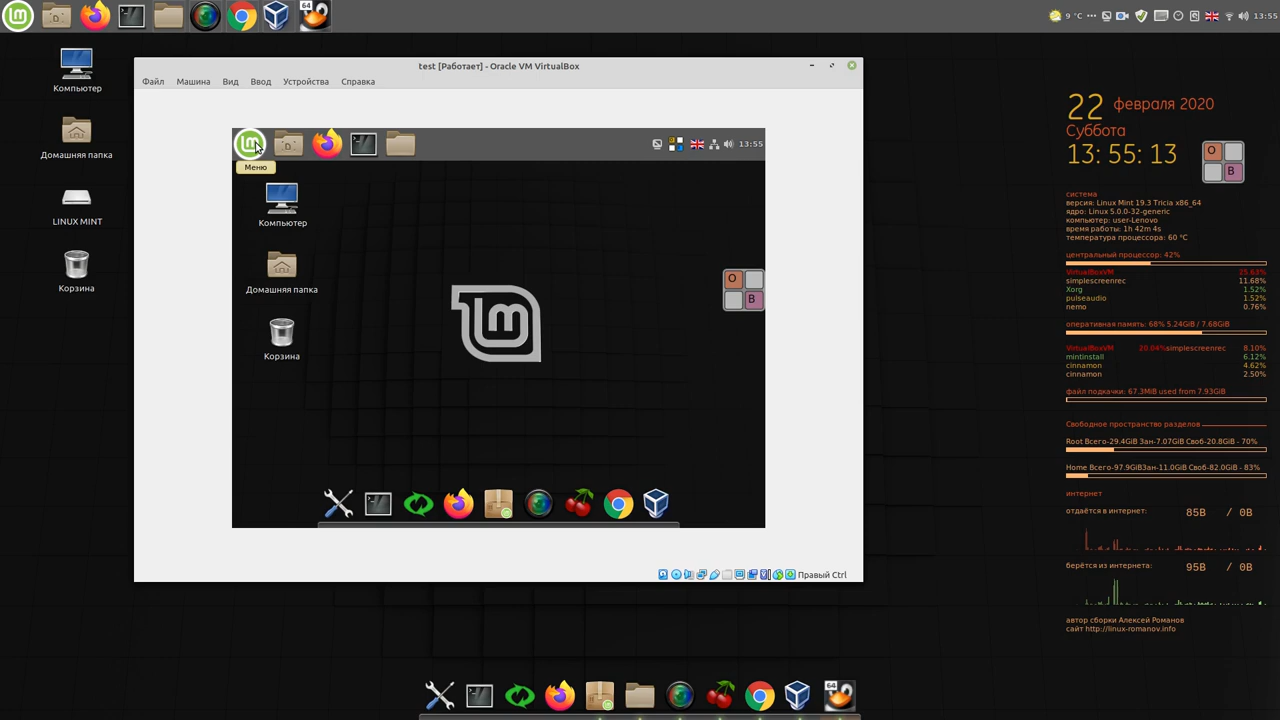 64
9 °C
13:55
Компьютер
Домашняя папка
LINUX MINT
Корзина
test [Работает] - Oracle VM VirtualBox
Файл Машина Вид Ввод Устройства Справка
13:55
Меню
Компьютер
Домашняя папка
Корзина
O
B
Правый Ctrl
22 февраля 2020
Суббота
13: 55: 13
O
B
система
версия: Linux Mint 19.3 Tricia x86_64
ядро: Linux 5.0.0-32-generic
компьютер: user-Lenovo
время работы: 1h 42m 4s
температура процессора: 60 °C
центральный процессор: 42%
VirtualBoxVM 25.63%
simplescreenrec 11.68%
Xorg 1.52%
pulseaudio 1.52%
nemo 0.76%
оперативная память: 68% 5.24GiB / 7.68GiB
VirtualBoxVM 20.04%simplescreenrec 8.10%
mintinstall 6.12%
cinnamon 4.62%
cinnamon 2.50%
файл подкачки: 67.3MiB used from 7.93GiB
Свободное пространство разделов
Root Всего-29.4GiB Зан-7.07GiB Своб-20.8GiB - 70%
Home Всего-97.9GiBЗан-11.0GiB Своб-82.0GiB - 83%
интернет
отдаётся в интернет: 85B / 0B
берётся из интернета: 95B / 0B
автор сборки Алексей Романов
сайт http://linux-romanov.info
64